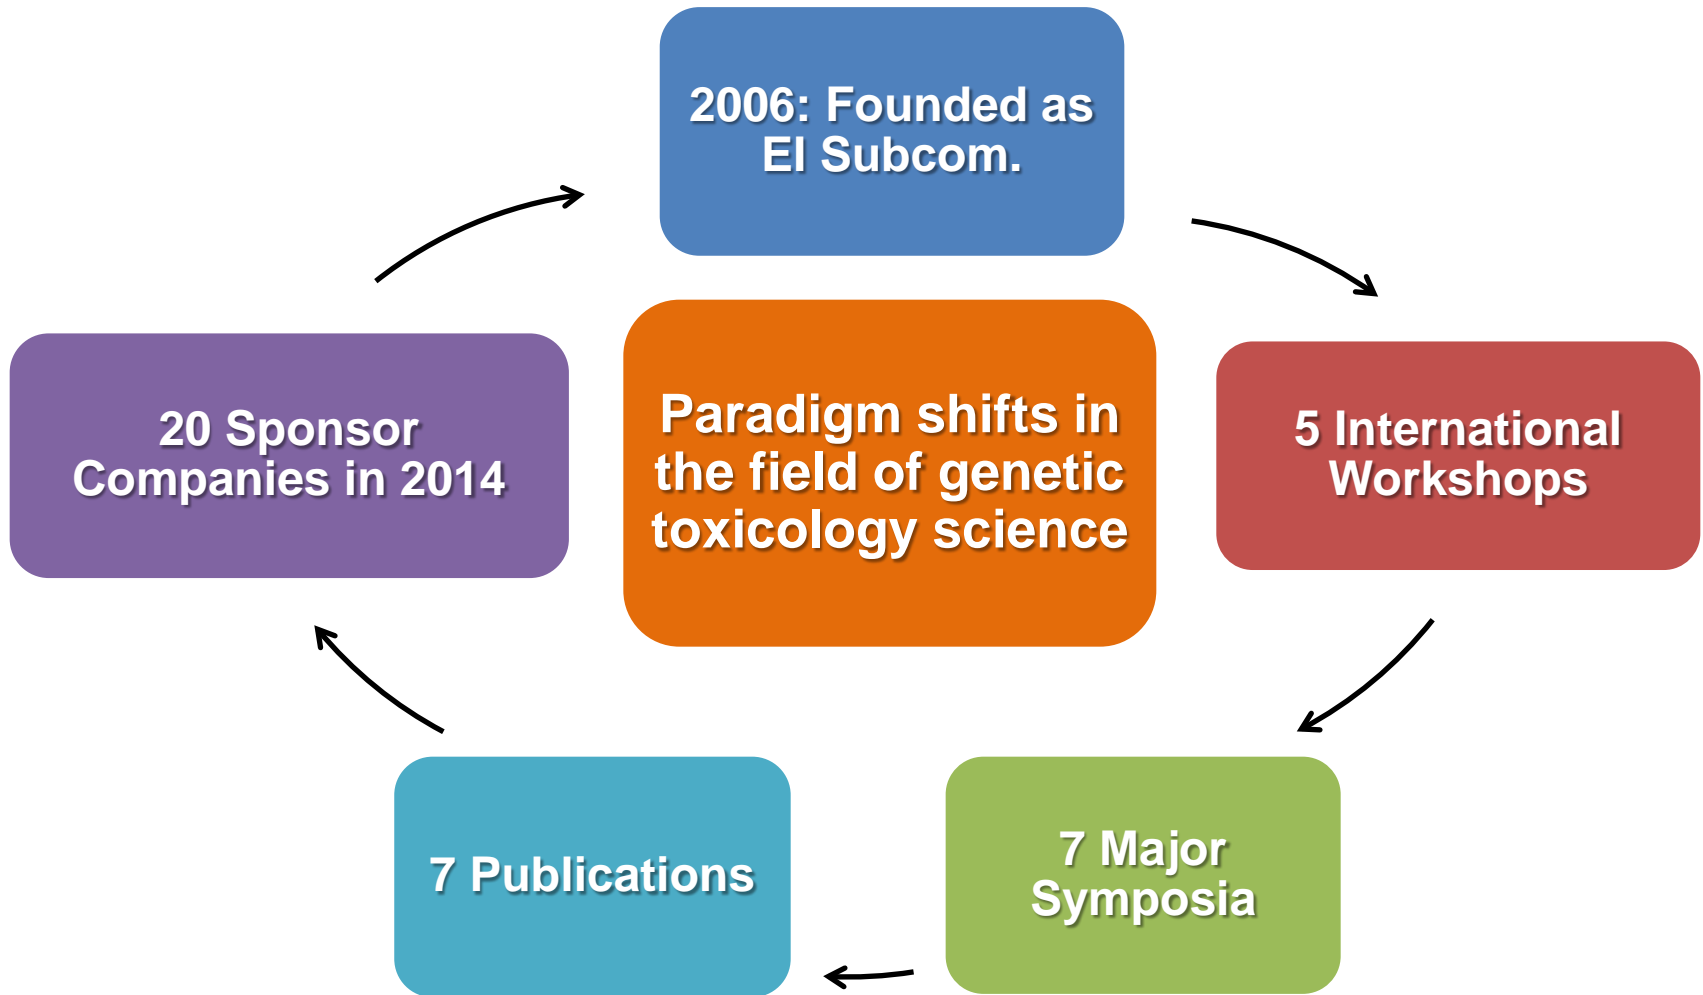 2006: Founded as
EI Subcom.
Paradigm shifts in
the field of genetic
toxicology science
20 Sponsor
Companies in 2014
5 International
Workshops
7 Publications
7 Major
Symposia